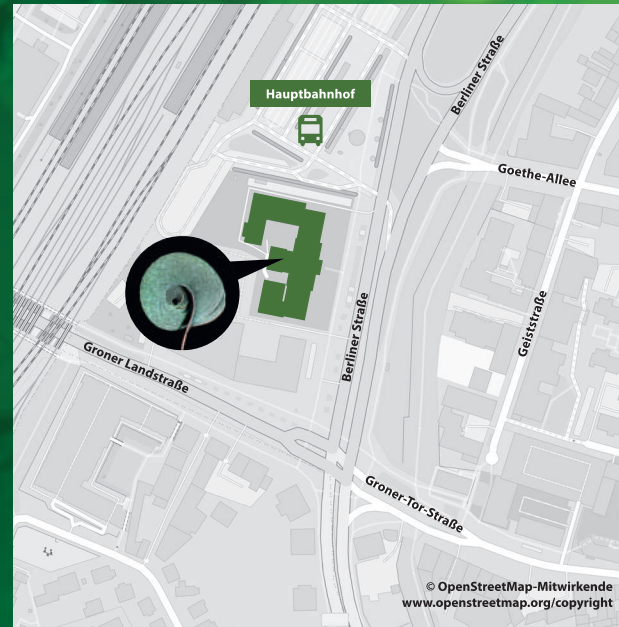 Hauptbahnhof
Berliner Straße
Goethe-Allee
Geiststraße
Berliner Straße
Groner Landstraße
Groner-Tor-Straße
© OpenStreetMap-Mitwirkende
www.openstreetmap.org/copyright